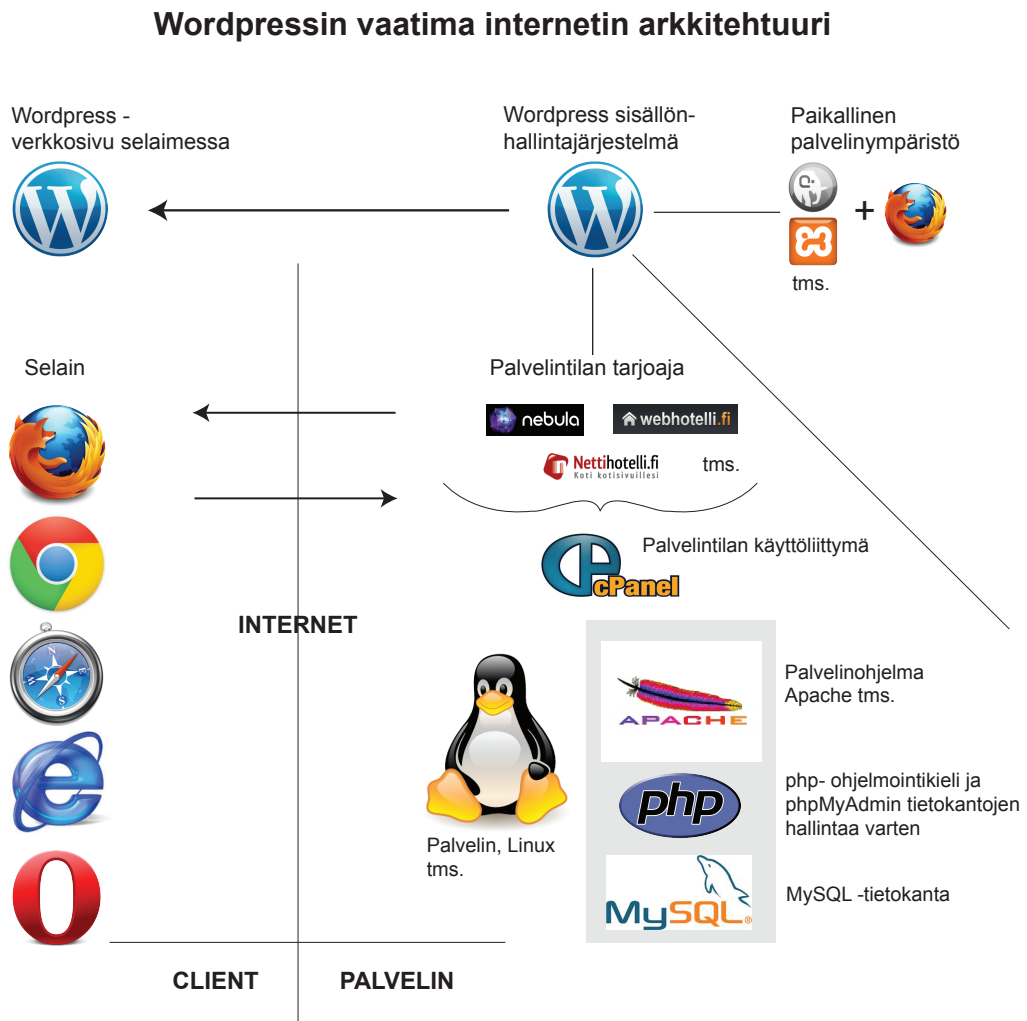 Wordpressin vaatima internetin arkkitehtuuri
Wordpress -
verkkosivu selaimessa
Wordpress sisällön-
hallintajärjestelmä
Paikallinen
palvelinympäristö
W
W
+
tms.
Selain
Palvelintilan tarjoaja
nebula
webhotelli.fi
Nettihotelli.fi
Koti kotisivuillesi
tms.
cPanel
Palvelintilan käyttöliittymä
INTERNET
N
E
S
W
APACHE
Palvelinohjelma
Apache tms.
php
php- ohjelmointikieli ja
phpMyAdmin tietokantojen
hallintaa varten
Palvelin, Linux
tms.
MySQL®
MySQL -tietokanta
CLIENT
PALVELIN